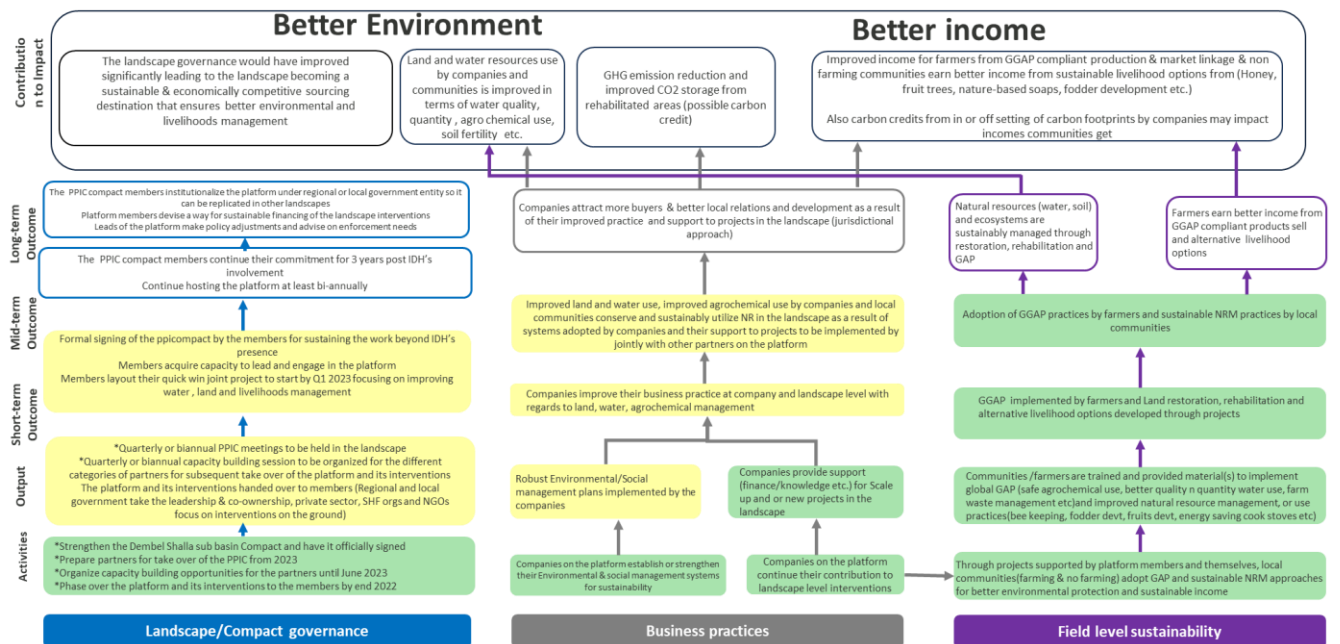 Better Environment
Better income
Contributio
n to Impact
The landscape governance would have improved
significantly leading to the landscape becoming a
sustainable & economically competitive sourcing
destination that ensures better environmental and
livelihoods management
Land and water resources use
by companies and
communities is improved in
terms of water quality,
quantity , agro chemical use,
soil fertility etc.
GHG emission reduction and
improved CO2 storage from
rehabilitated areas (possible
carbon credit)
Improved income for farmers from GGAP compliant production & market linkage & non
farming communities earn better income from sustainable livelihood options from (Honey,
fruit trees, nature-based soaps, fodder development etc.)
Also carbon credits from in or off setting of carbon footprints by companies may impact
incomes communities get
Long-term
Outcome
The PPIC compact members institutionalize the platform under regional or local government entity so it
can be replicated in other landscapes
Platform members devise a way for sustainable financing of the landscape interventions
Leads of the platform make policy adjustments and advise on enforcement needs
The PPIC compact members continue their commitment for 3 years post IDH's
involvement
Continue hosting the platform at least bi-annually
Companies attract more buyers & better local relations and development as a result
of their improved practice and support to projects in the landscape (jurisdictional
approach)
Natural resources (water, soil)
and ecosystems are
sustainably managed through
restoration, rehabilitation and
GAP
Farmers earn better income from
GGAP compliant products sell
and alternative livelihood
options
Mid-term
Outcome
Formal signing of the ppicompact by the members for sustaining the work beyond IDH's
presence
Members acquire capacity to lead and engage in the platform
Members layout their quick win joint project to start by Q1 2023 focusing on improving
water , land and livelihoods management
Improved land and water use, improved agrochemical use by companies and local
communities conserve and sustainably utilize NR in the landscape as a result of
systems adopted by companies and their support to projects to be implemented by
jointly with other partners on the platform
Adoption of GGAP practices by farmers and sustainable NRM practices by local
communities
Short-term
Outcome
Companies improve their business practice at company and landscape level with
regards to land, water, agrochemical management
GGAP implemented by farmers and Land restoration, rehabilitation and
alternative livelihood options developed through projects
Output
*Quarterly or biannual PPIC meetings to be held in the landscape
*Quarterly or biannual capacity building session to be organized for the different
categories of partners for subsequent take over of the platform and its interventions
The platform and its interventions handed over to members (Regional and local
government take the leadership & co-ownership, private sector, SHF orgs and NGOs
focus on interventions on the ground)
Robust Environmental/Social
management plans implemented by the
companies
Companies provide support
(finance/knowledge etc.) for Scale
up and or new projects in the
landscape
Communities /farmers are trained and provided material(s) to implement
global GAP (safe agrochemical use, better quality n quantity water use, farm
waste management etc)and improved natural resource management, or use
practices(bee keeping, fodder devt, fruits devt, energy saving cook stoves etc)
Activities
*Strengthen the Dembel Shalla sub basin Compact and have it officially signed
*Prepare partners for take over of the PPIC from 2023
*Organize capacity building opportunities for the partners until June 2023
*Phase over the platform and its interventions to the members by end 2022
Companies on the platform establish or strengthen
their Environmental & social management systems
for sustainability
Companies on the platform
continue their contribution to
landscape level interventions
Through projects supported by platform members and themselves, local
communities(farming & no farming) adopt GAP and sustainable NRM approaches
for better environmental protection and sustainable income
Landscape/Compact governance
Business practices
Field level sustainability